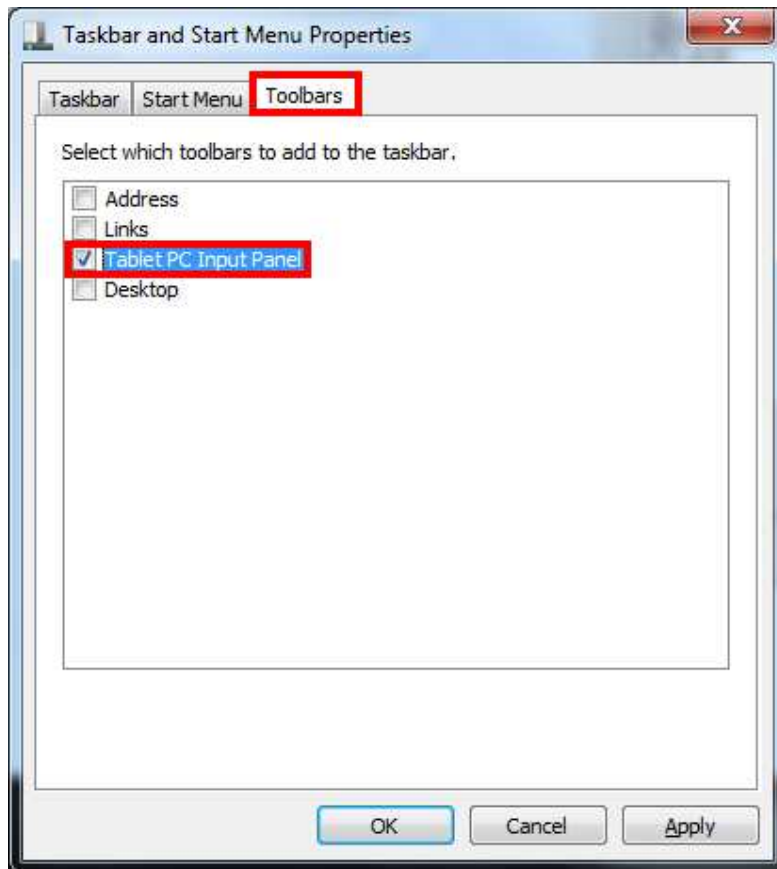 Taskbar and Start Menu Properties
Taskbar Start Menu Toolbars
Select which toolbars to add to the taskbar.
Address
Links
Tablet PC Input Panel
Desktop
OK Cancel Apply